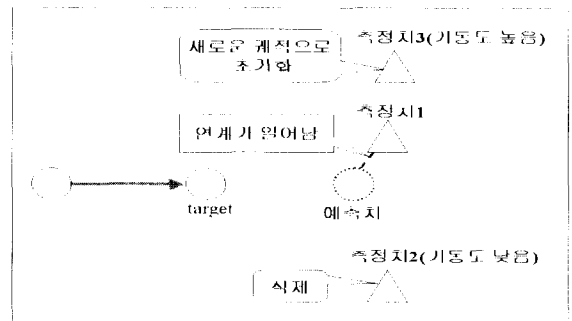 새로운 궤적으로
초기화
측정치3(기동도 높음)
측정치1
연계가 일어남
target
예측치
측정치2(기동도 낮음)
삭제